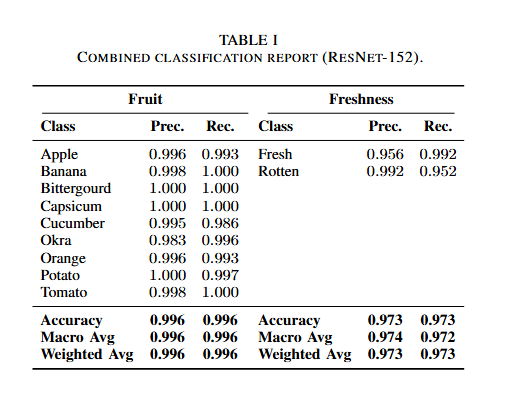 TABLE I
COMBINED CLASSIFICATION REPORT (RESNET-152).
Fruit Freshness
Class Prec. Rec. Class Prec. Rec.
Apple 0.996 0.993 Fresh 0.956 0.992
Banana 0.998 1.000 Rotten 0.992 0.952
Bittergourd 1.000 1.000
Capsicum 1.000 1.000
Cucumber 0.995 0.986
Okra 0.983 0.996
Orange 0.996 0.993
Potato 1.000 0.997
Tomato 0.998 1.000
Accuracy 0.996 0.996 Accuracy 0.973 0.973
Macro Avg 0.996 0.996 Macro Avg 0.974 0.972
Weighted Avg 0.996 0.996 Weighted Avg 0.973 0.973